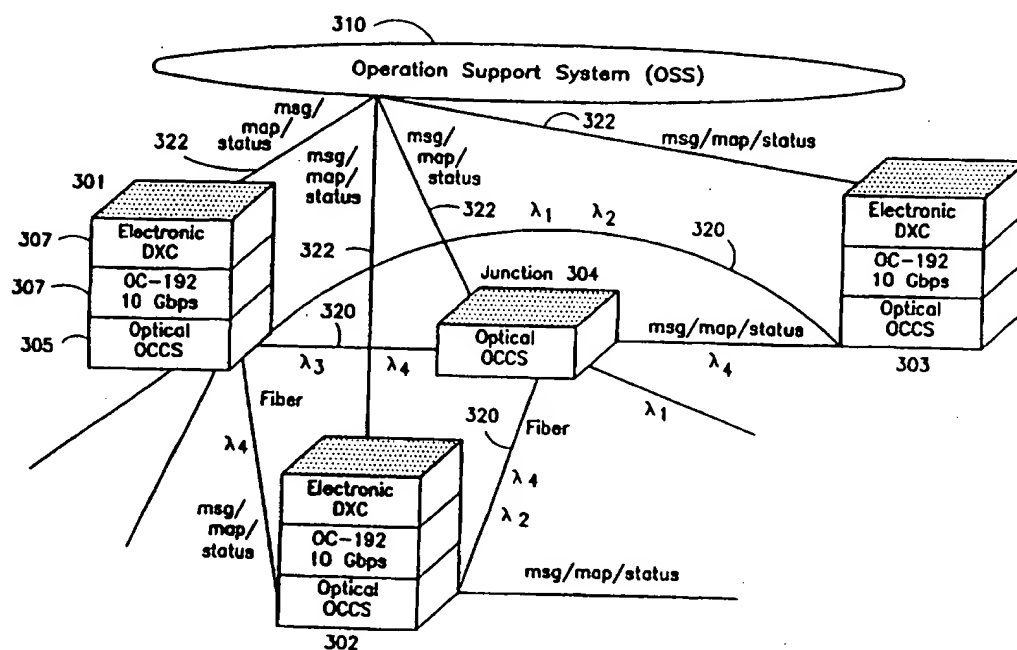 310
Operation Support System (OSS)
msg/
map/
status
322
msg/
map/
status
msg/
map/
status
322
msg/map/status
301
307
Electronic
DXC
307
OC-192
10 Gbps
305
Optical
OCCS
322
322
λ1 λ2
320
Junction 304
Optical
OCCS
320
λ3
λ4
msg/map/status
λ4
Electronic
DXC
OC-192
10 Gbps
Optical
OCCS
303
Fiber
λ4
msg/
map/
status
320
Fiber
λ4
λ2
λ1
Electronic
DXC
OC-192
10 Gbps
Optical
OCCS
302
msg/map/status